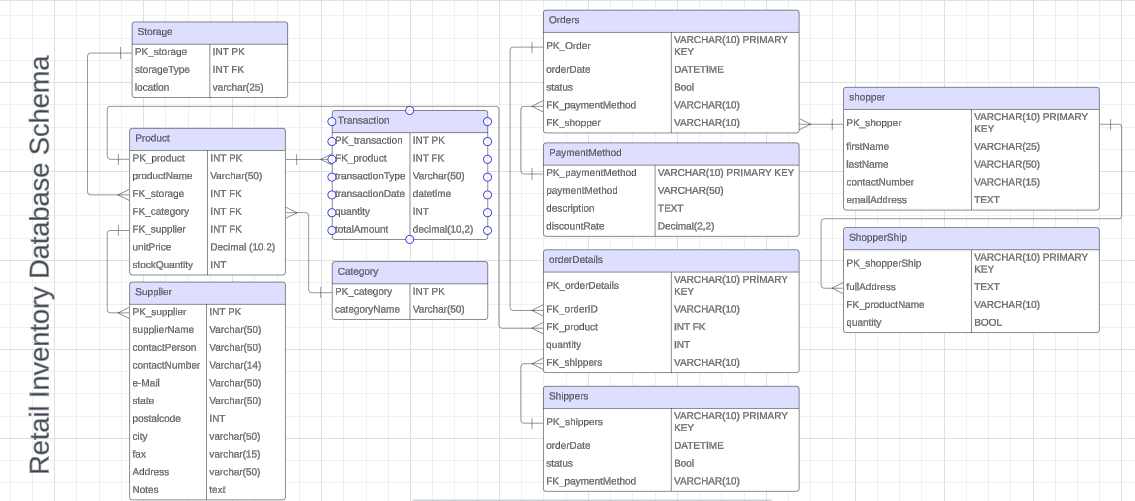 Retail Inventory Database Schema
Storage
PK_storage INT PK
storageType INT FK
location varchar(25)
Product
PK_product INT PK
productName Varchar(50)
FK_storage INT FK
FK_category INT FK
FK_supplier INT FK
unitPrice Decimal (10.2)
stockQuantity INT
Supplier
PK_supplier INT PK
supplierName Varchar(50)
contactPerson Varchar(50)
contactNumber Varchar(14)
e-Mail Varchar(50)
state Varchar(50)
postalcode INT
city varchar(50)
fax varchar(15)
Address varchar(50)
Notes text
Transaction
PK_transaction INT PK
FK_product INT FK
transactionType Varchar(50)
transactionDate datetime
quantity INT
totalAmount decimal(10,2)
Category
PK_category INT PK
categoryName Varchar(50)
Orders
PK_Order VARCHAR(10) PRIMARY
KEY
orderDate DATETIME
status Bool
FK_paymentMethod VARCHAR(10)
FK_shopper VARCHAR(10)
PaymentMethod
PK_paymentMethod VARCHAR(10) PRIMARY KEY
paymentMethod VARCHAR(50)
description TEXT
discountRate Decimal(2,2)
orderDetails
PK_orderDetails VARCHAR(10) PRIMARY
KEY
FK_orderID VARCHAR(10)
FK_product INT FK
quantity INT
FK_shippers VARCHAR(10)
Shippers
PK_shippers VARCHAR(10) PRIMARY
KEY
orderDate DATETIME
status Bool
FK_paymentMethod VARCHAR(10)
shopper
PK_shopper VARCHAR(10) PRIMARY
KEY
firstName VARCHAR(25)
lastName VARCHAR(50)
contactNumber VARCHAR(15)
emailAddress TEXT
ShopperShip
PK_shopperShip VARCHAR(10) PRIMARY
KEY
fullAddress TEXT
FK_productName VARCHAR(10)
quantity BOOL